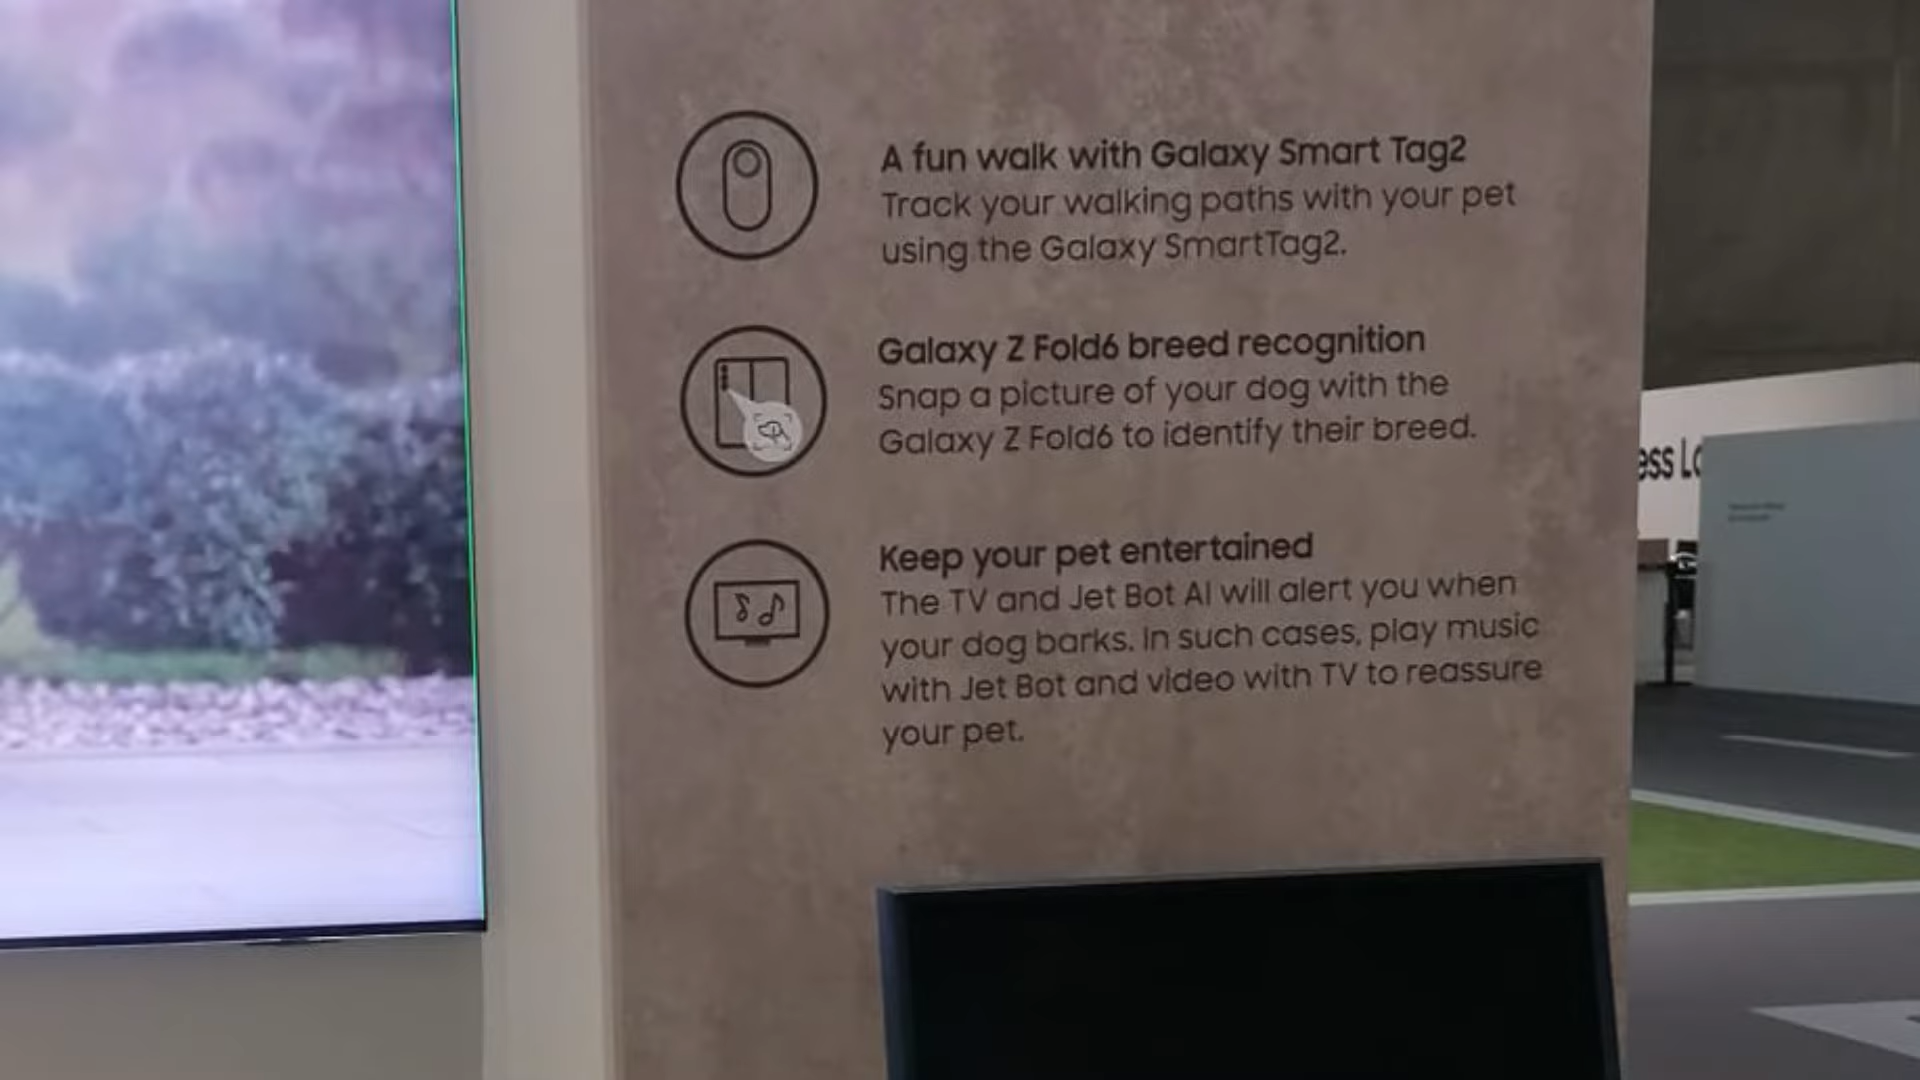 A fun walk with Galaxy Smart Tag2
Track your walking paths with your pet
using the Galaxy SmartTag2.
Galaxy Z Fold6 breed recognition
Snap a picture of your dog with the
Galaxy Z Fold6 to identify their breed.
Keep your pet entertained
The TV and Jet Bot AI will alert you when
your dog barks. In such cases, play music
with Jet Bot and video with TV to reassure
your pet.